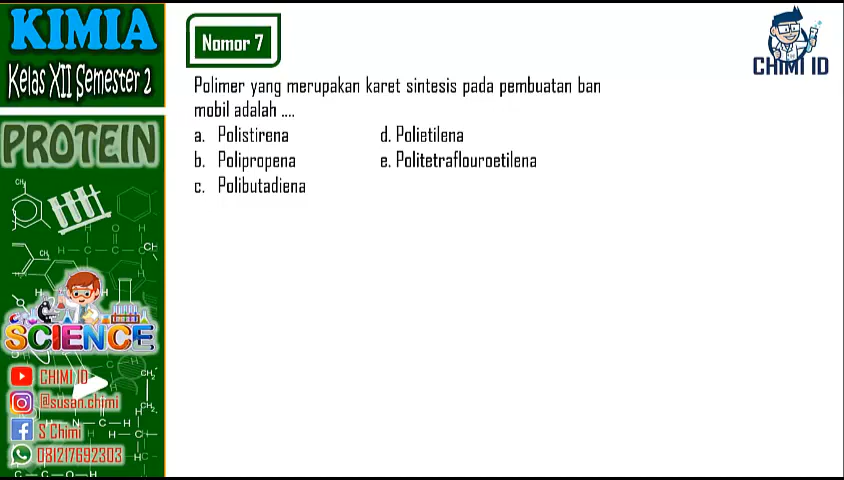 KIMIA
Kelas XII Semester 2
PROTEIN
SCIENCE
CHIMI ID
@susan.chimi
S Chimi
081217692303
Nomor 7
CHIMI ID
Polimer yang merupakan karet sintesis pada pembuatan ban
mobil adalah ....
a. Polistirena
b. Polipropena
c. Polibutadiena
d. Polietilena
e. Politetraflouroetilena